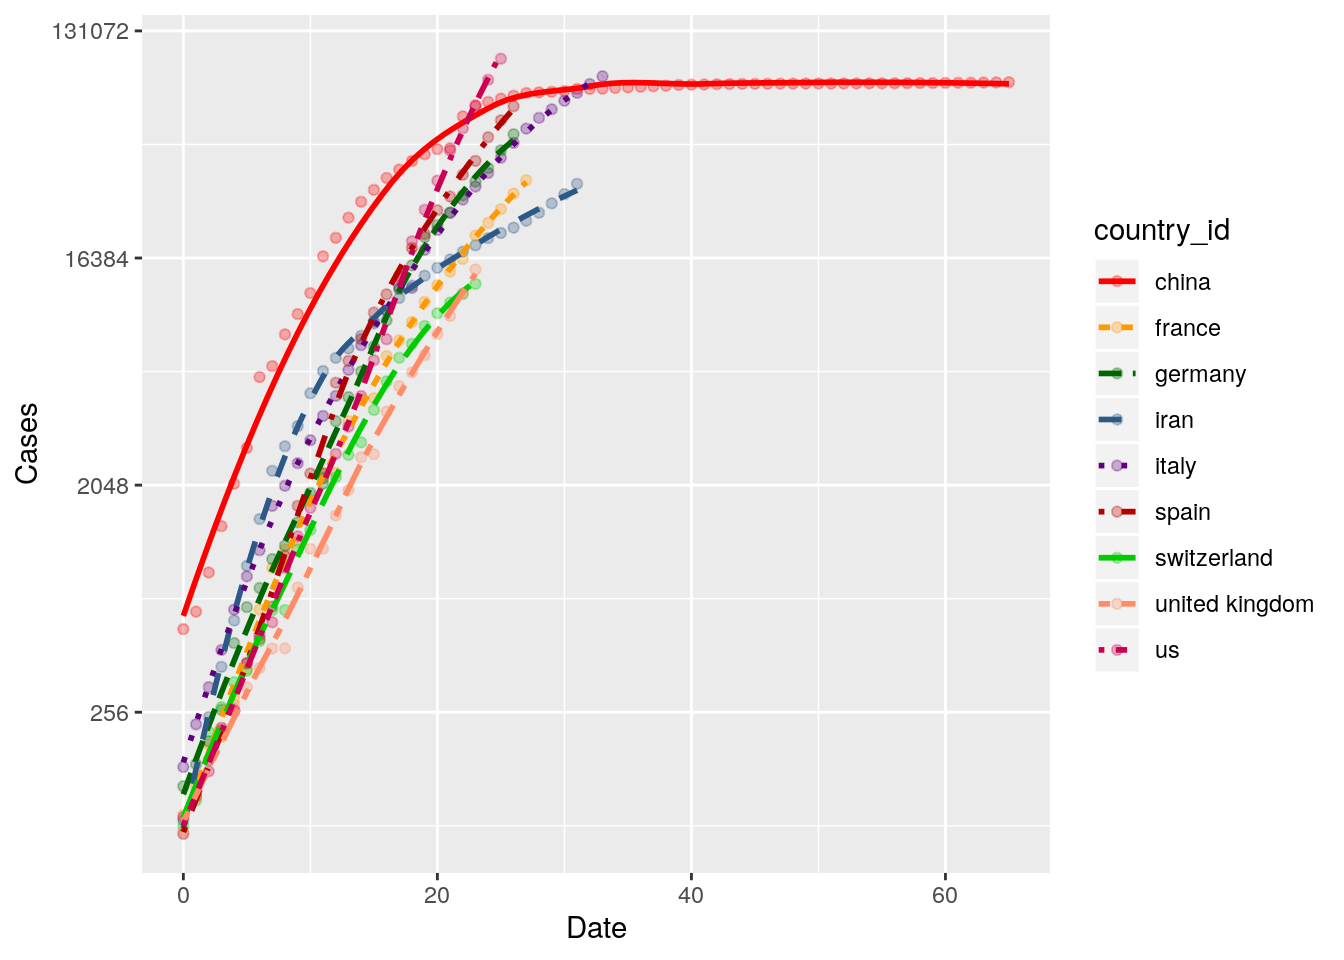 131072
16384
2048
256
Cases
0
20
40
60
Date
country_id
china
france
germany
iran
italy
spain
switzerland
united kingdom
us